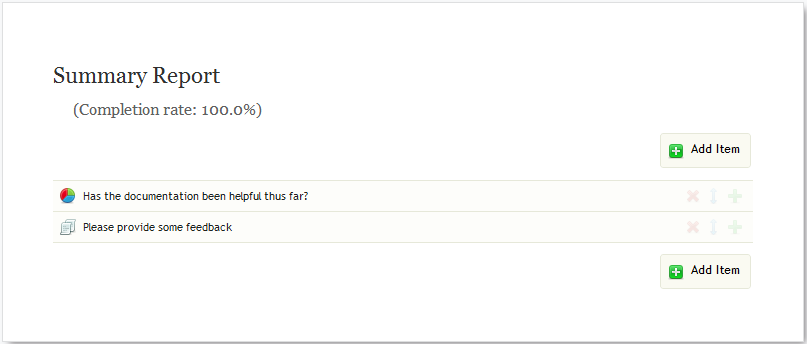 Summary Report
(Completion rate: 100.0%)
Add Item
Has the documentation been helpful thus far?
Please provide some feedback
Add Item